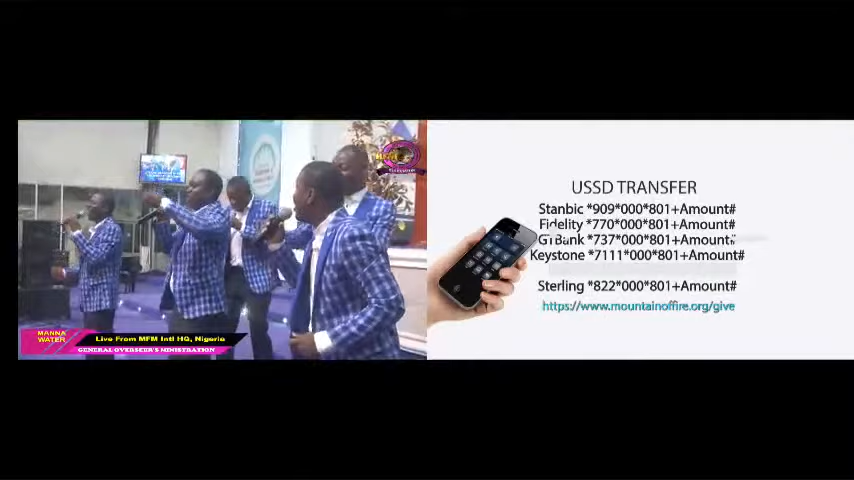 MANNA
WATER
Live From MFM Intl HQ, Nigeria
GENERAL OVERSEER'S MINISTRATION
USSD TRANSFER
Stanbic *909*000*801+Amount#
Fidelity *770*000*801+Amount#
GTBank *737*000*801+Amount#
Keystone *7111*000*801+Amount#
Sterling *822*000*801+Amount#
https://www.mountainoffire.org/give